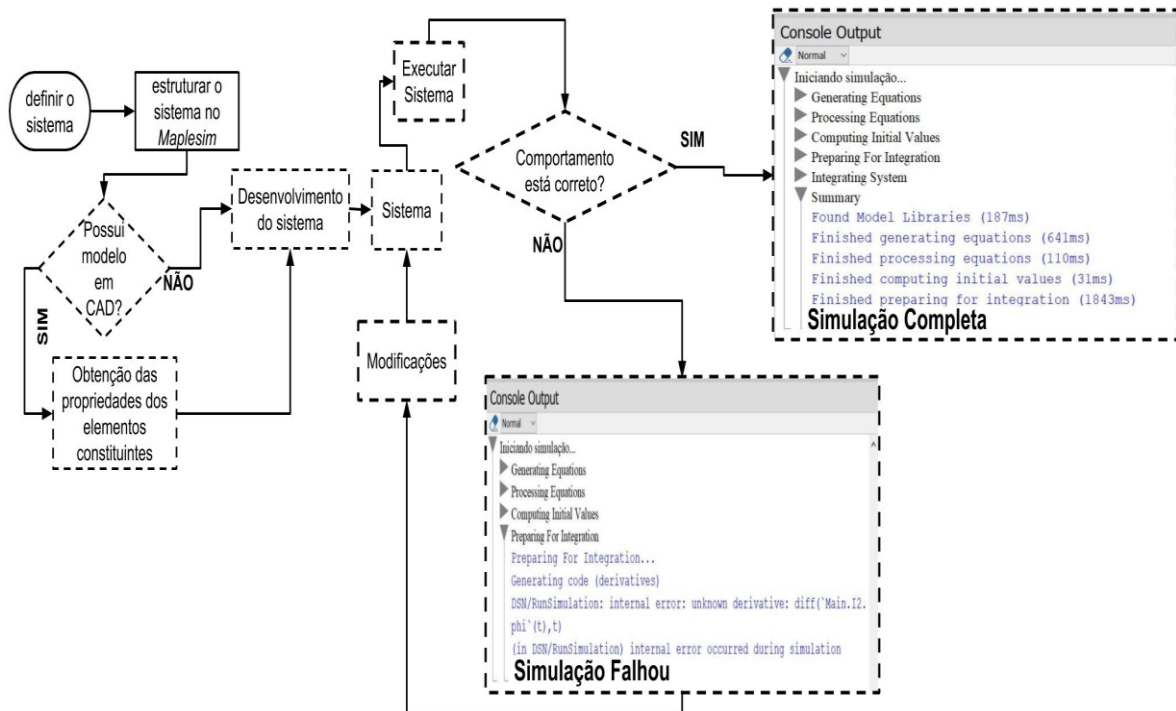 definir o
sistema
estruturar o
sistema no
Maplesim
Possui
modelo
em
CAD?
NÃO
SIM
Obtenção das
propriedades dos
elementos
constituintes
Desenvolvimento
do sistema
Sistema
Executar
Sistema
Modificações
Comportamento
está correto?
SIM
NÃO
Console Output
Normal
Iniciando simulação...
Generating Equations
Processing Equations
Computing Initial Values
Preparing For Integration
Integrating System
Summary
Found Model Libraries (187ms)
Finished generating equations (641ms)
Finished processing equations (110ms)
Finished computing initial values (31ms)
Finished preparing for integration (1843ms)
Simulação Completa
Console Output
Normal
Iniciando simulação...
Generating Equations
Processing Equations
Computing Initial Values
Preparing For Integration
Preparing For Integration...
Generating code (derivatives)
DSN/RunSimulation: internal error: unknown derivative: diff(`Main.I2.
phi`(t),t)
(in DSN/RunSimulation) internal error occurred during simulation
Simulação Falhou